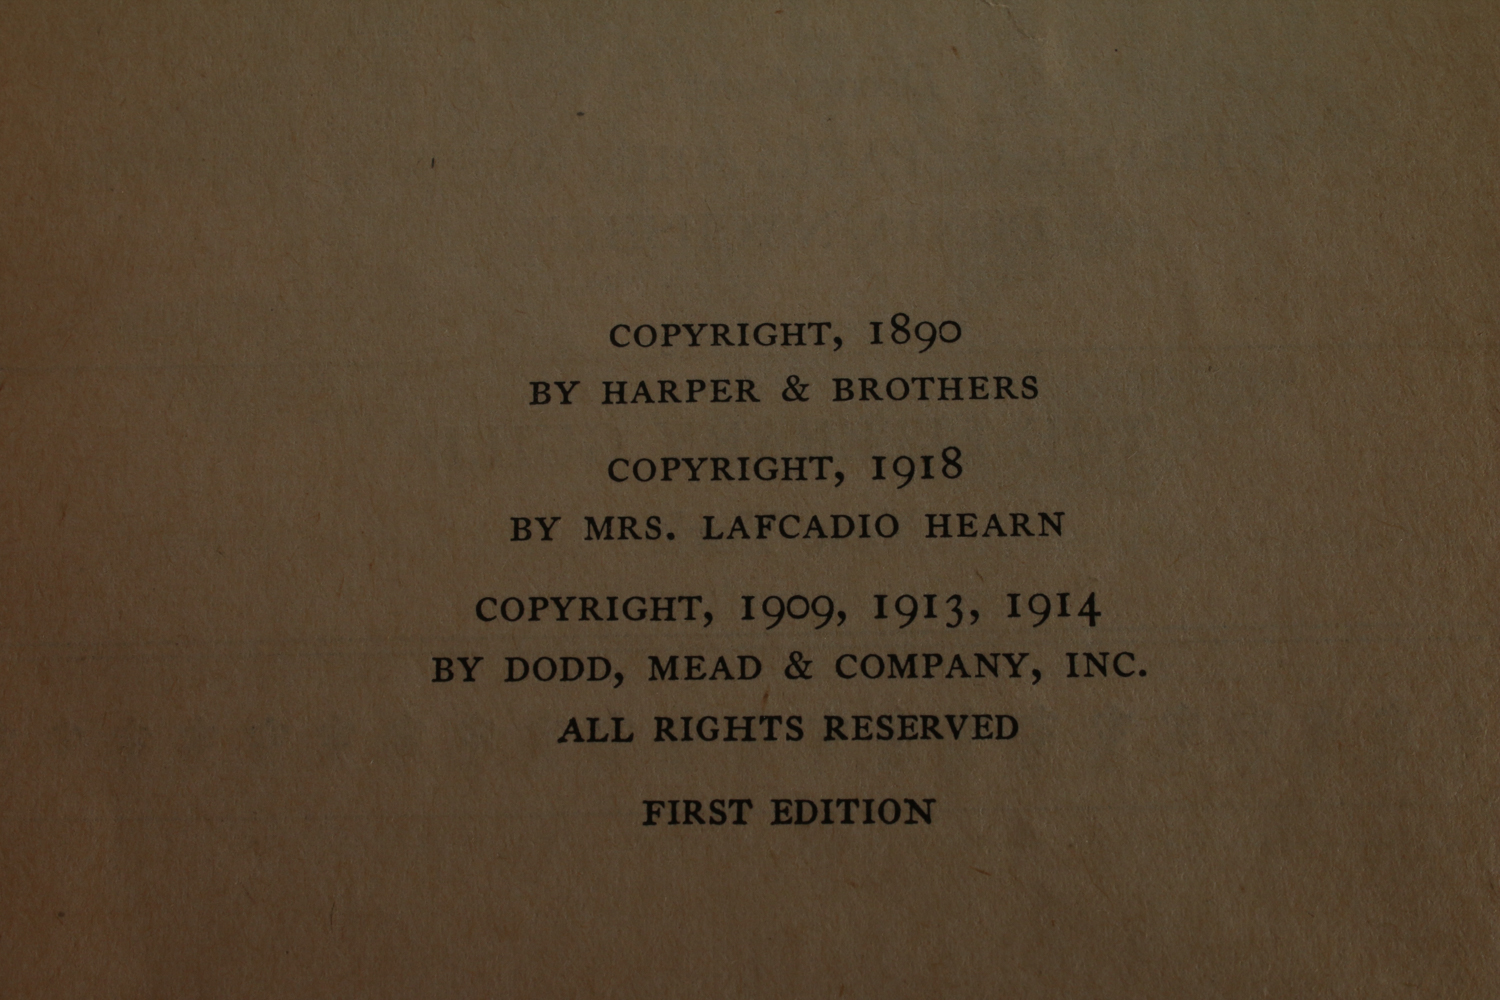 COPYRIGHT, 1890
BY HARPER & BROTHERS
COPYRIGHT, 1918
BY MRS. LAFCADIO HEARN
COPYRIGHT, 1909, 1913, 1914
BY DODD, MEAD & COMPANY, INC.
ALL RIGHTS RESERVED
FIRST EDITION